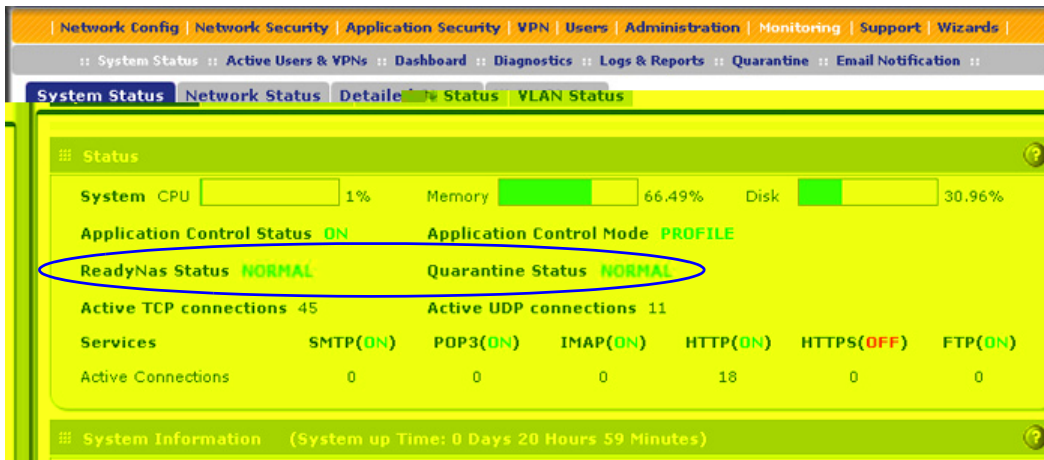 | Network Config | Network Security | Application Security | VPN | Users | Administration | Monitoring | Support | Wizards |
:: System Status :: Active Users & VPNs :: Dashboard :: Diagnostics :: Logs & Reports :: Quarantine :: Email Notification ::
System Status Network Status Status VLAN Status
Status
System CPU 1% Memory 66.49% Disk 30.96%
Application Control Status ON Application Control Mode PROFILE
ReadyNas Status NORMAL Quarantine Status NORMAL
Active TCP connections 45 Active UDP connections 11
Services SMTP(ON) POP3(ON) IMAP(ON) HTTP(ON) HTTPS(OFF) FTP(ON)
Active Connections 0 0 0 18 0 0
System Information (System up Time: 0 Days 20 Hours 59 Minutes)